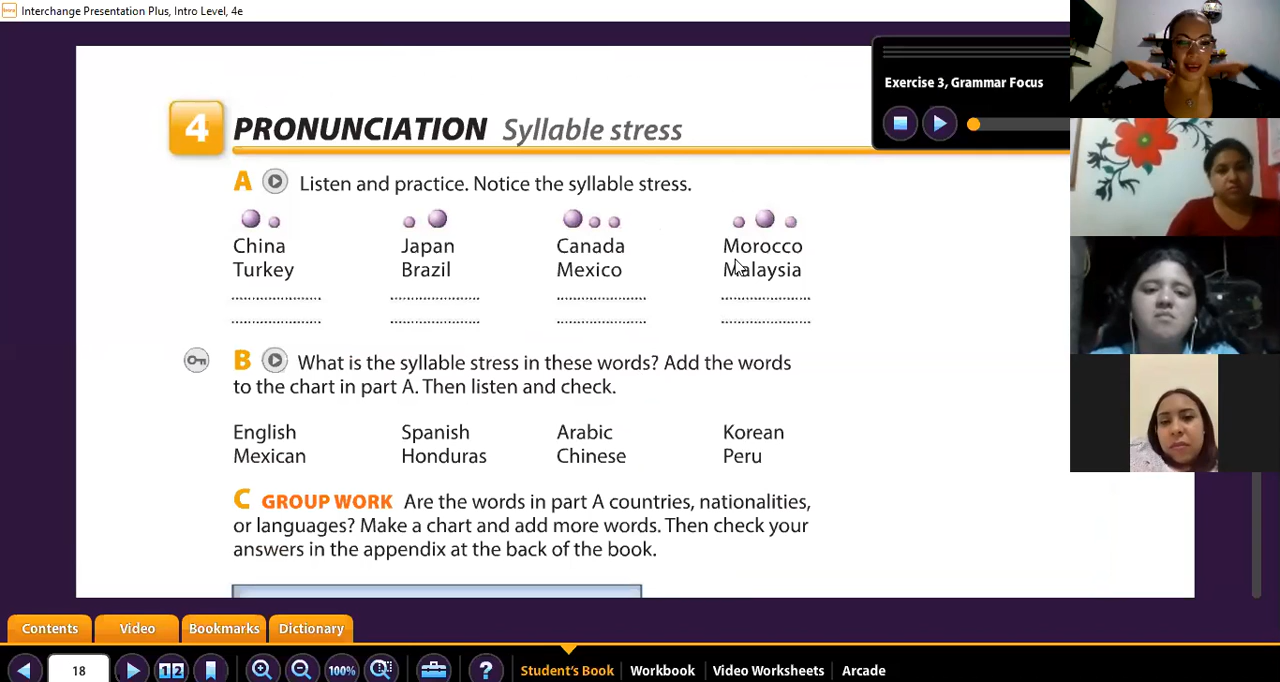 Interchange Presentation Plus, Intro Level, 4e
Exercise 3, Grammar Focus
4 PRONUNCIATION Syllable stress
A Listen and practice. Notice the syllable stress.
China Japan Canada Morocco
Turkey Brazil Mexico Malaysia
B What is the syllable stress in these words? Add the words
to the chart in part A. Then listen and check.
English Spanish Arabic Korean
Mexican Honduras Chinese Peru
C GROUP WORK Are the words in part A countries, nationalities,
or languages? Make a chart and add more words. Then check your
answers in the appendix at the back of the book.
Contents Video Bookmarks Dictionary
18 1 2 100% ? Student's Book Workbook Video Worksheets Arcade